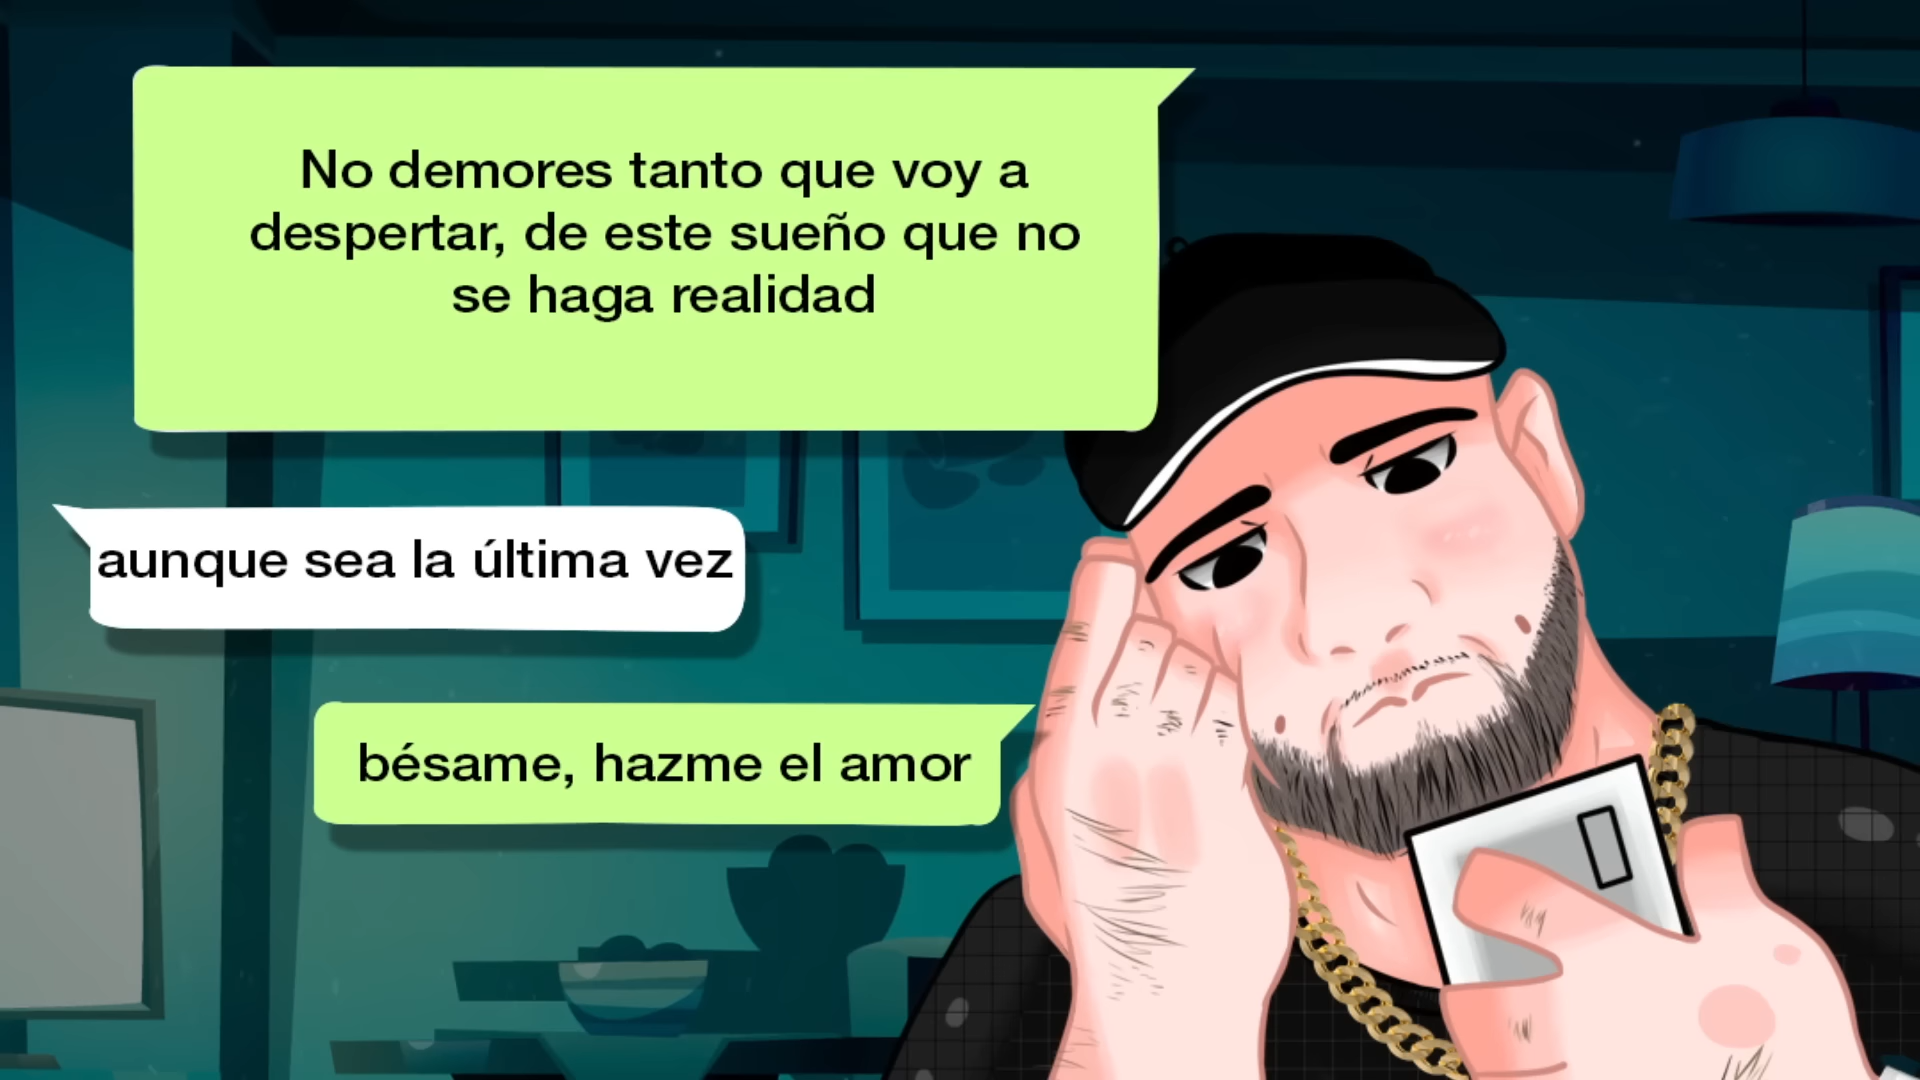 No demores tanto que voy a
despertar, de este sueño que no
se haga realidad
aunque sea la última vez
bésame, hazme el amor